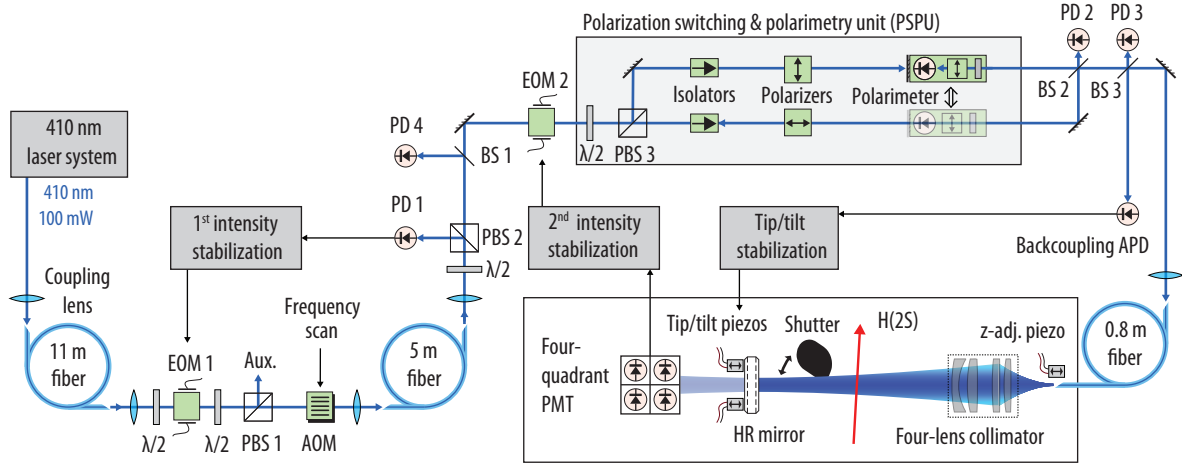 Polarization switching & polarimetry unit (PSPU)
PD 2
PD 3
EOM 2
Isolators
Polarizers
Polarimeter
BS 2
BS 3
λ/2
PBS 3
410 nm
laser system
410 nm
100 mW
PD 4
BS 1
PD 1
PBS 2
λ/2
1st intensity
stabilization
2nd intensity
stabilization
Tip/tilt
stabilization
Backcoupling APD
Coupling
lens
11 m
fiber
EOM 1
λ/2
λ/2
Aux.
PBS 1
Frequency
scan
AOM
5 m
fiber
Four-
quadrant
PMT
Tip/tilt piezos
Shutter
H(2S)
HR mirror
Four-lens collimator
z-adj. piezo
0.8 m
fiber